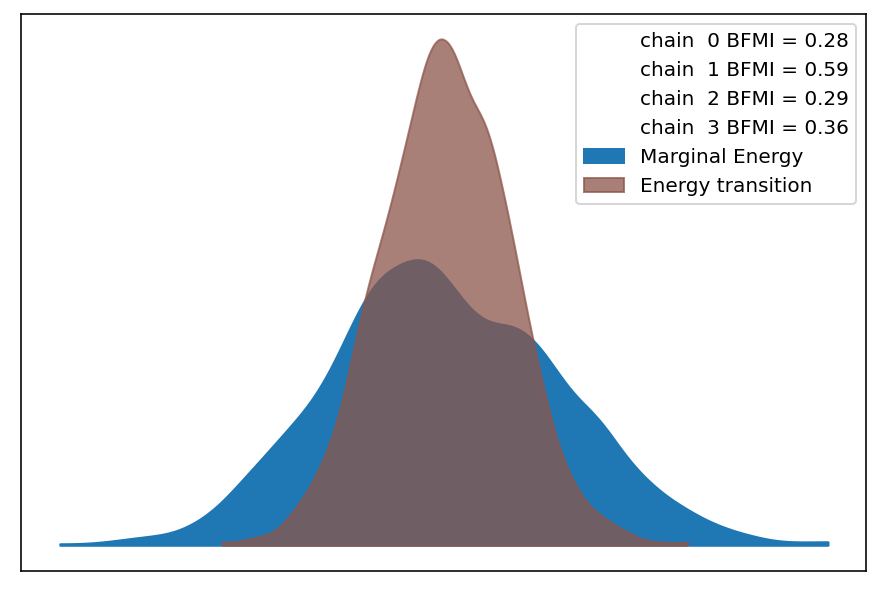 chain  0 BFMI = 0.28
chain  1 BFMI = 0.59
chain  2 BFMI = 0.29
chain  3 BFMI = 0.36
Marginal Energy
Energy transition